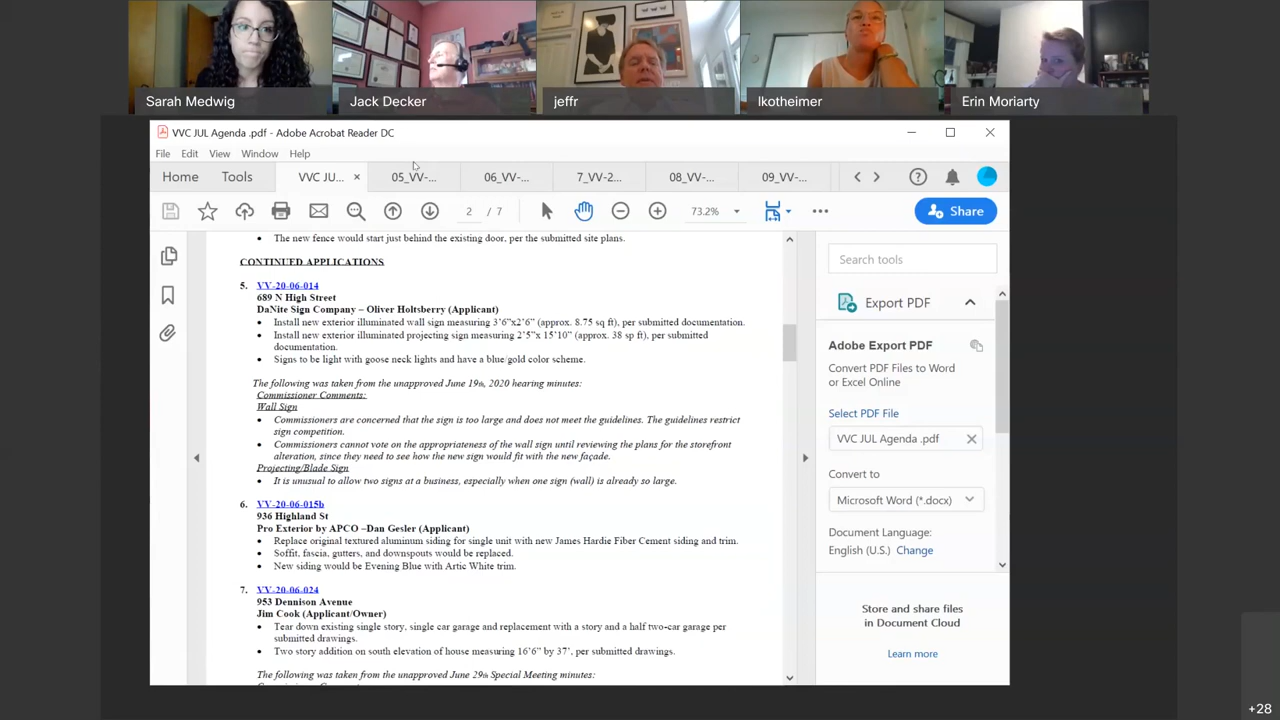 Sarah Medwig
Jack Decker
jeffr
lkotheimer
Erin Moriarty
VVC JUL Agenda .pdf - Adobe Acrobat Reader DC
File Edit View Window Help
Home Tools VVC JU... × 05_VV-... 06_VV-... 7_VV-2... 08_VV-... 09_VV-...
2 / 7 73.2% Share
The new fence would start just behind the existing door, per the submitted site plans.
CONTINUED APPLICATIONS
5. VV-20-06-014
689 N High Street
DaNite Sign Company – Oliver Holtsberry (Applicant)
• Install new exterior illuminated wall sign measuring 3’6”x2’6” (approx. 8.75 sq ft), per submitted documentation.
• Install new exterior illuminated projecting sign measuring 2’5”x 15’10” (approx. 38 sp ft), per submitted
documentation.
• Signs to be light with goose neck lights and have a blue/gold color scheme.
The following was taken from the unapproved June 19th, 2020 hearing minutes:
Commissioner Comments:
Wall Sign
• Commissioners are concerned that the sign is too large and does not meet the guidelines. The guidelines restrict
sign competition.
• Commissioners cannot vote on the appropriateness of the wall sign until reviewing the plans for the storefront
alteration, since they need to see how the new sign would fit with the new façade.
Projecting/Blade Sign
• It is unusual to allow two signs at a business, especially when one sign (wall) is already so large.
6. VV-20-06-015b
936 Highland St
Pro Exterior by APCO –Dan Gesler (Applicant)
• Replace original textured aluminum siding for single unit with new James Hardie Fiber Cement siding and trim.
• Soffit, fascia, gutters, and downspouts would be replaced.
• New siding would be Evening Blue with Artic White trim.
7. VV-20-06-024
953 Dennison Avenue
Jim Cook (Applicant/Owner)
• Tear down existing single story, single car garage and replacement with a story and a half two-car garage per
submitted drawings.
• Two story addition on south elevation of house measuring 16’6” by 37’, per submitted drawings.
The following was taken from the unapproved June 29th Special Meeting minutes:
Search tools
Export PDF
Adobe Export PDF
Convert PDF Files to Word
or Excel Online
Select PDF File
VVC JUL Agenda .pdf
Convert to
Microsoft Word (*.docx)
Document Language:
English (U.S.) Change
Store and share files
in Document Cloud
Learn more
+28